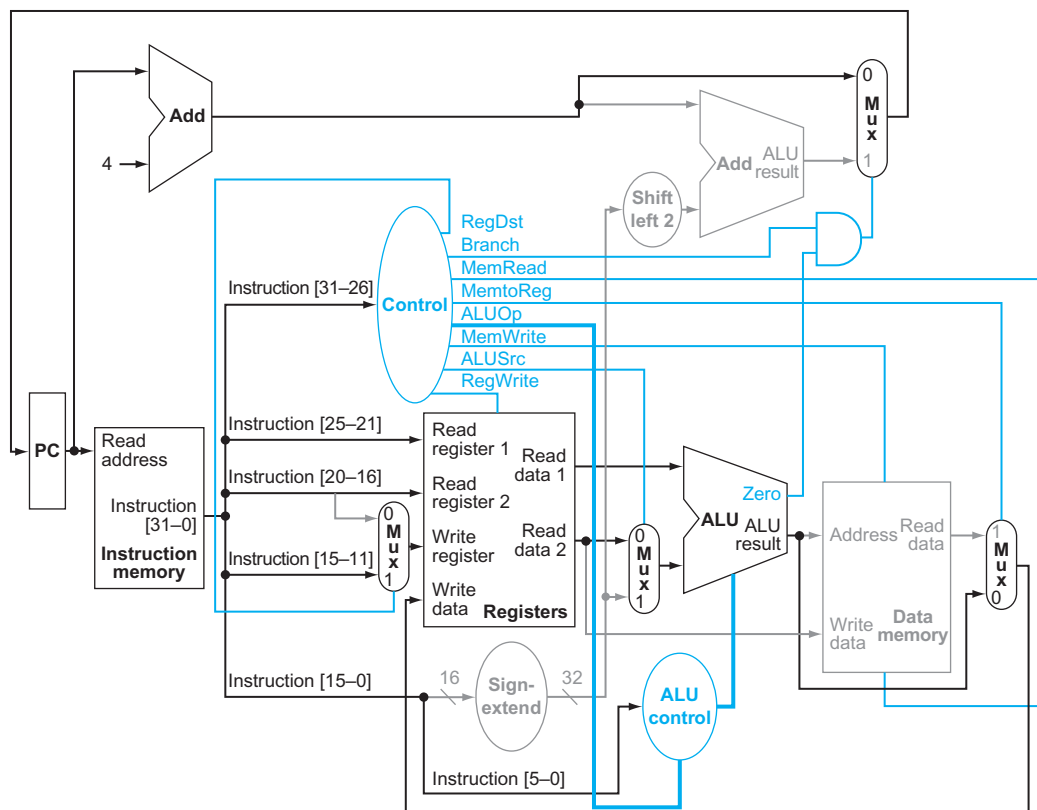 0
M
u
x
1
Add
4
Add
ALU
result
Shift
left 2
RegDst
Branch
MemRead
MemtoReg
ALUOp
MemWrite
ALUSrc
RegWrite
Control
Instruction [31–26]
Instruction [25–21]
Instruction [20–16]
Instruction [15–11]
Instruction [15–0]
Instruction [5–0]
PC
Read
address
Instruction
[31–0]
Instruction
memory
0
M
u
x
1
Read
register 1
Read
register 2
Write
register
Write
data
Read
data 1
Read
data 2
Registers
0
M
u
x
1
Zero
ALU
ALU
result
Address
Read
data
Write
data
Data
memory
1
M
u
x
0
16
Sign-
extend
32
ALU
control